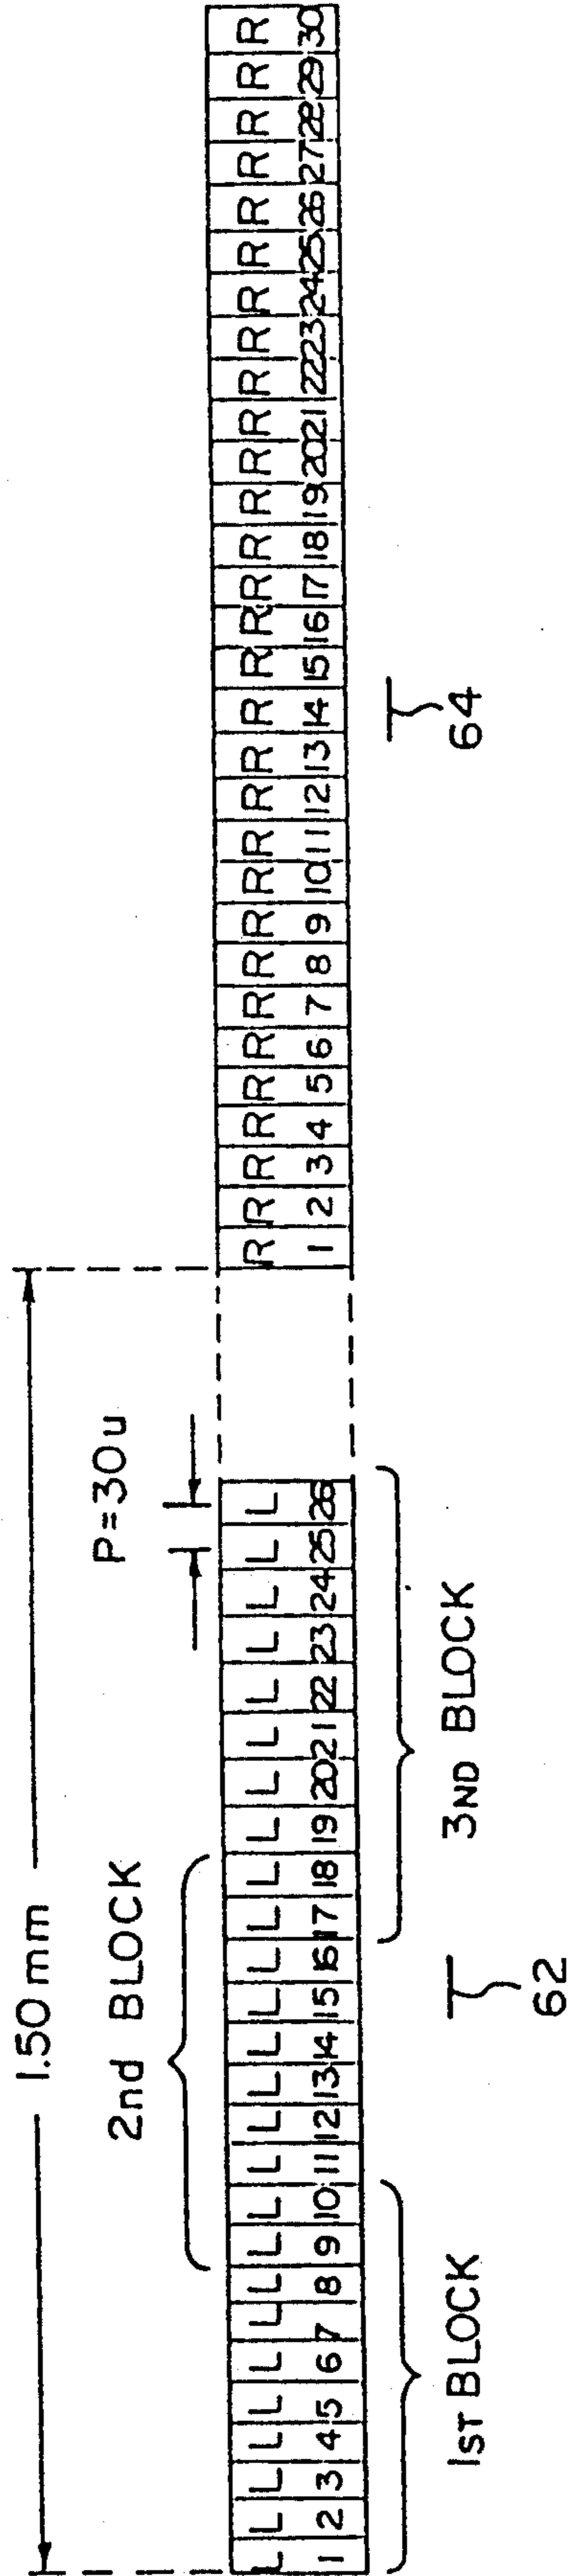 1.50 mm
P=30u
2nd BLOCK
L L L L L L L L L L L L L L L L L L L L L L L L L L
1 2 3 4 5 6 7 8 9 10 11 12 13 14 15 16 17 18 19 20 21 22 23 24 25 26
R R R R R R R R R R R R R R R R R R R R R R R R R R R R R R
1 2 3 4 5 6 7 8 9 10 11 12 13 14 15 16 17 18 19 20 21 22 23 24 25 26 27 28 29 30
1ST BLOCK
3ND BLOCK
62
64